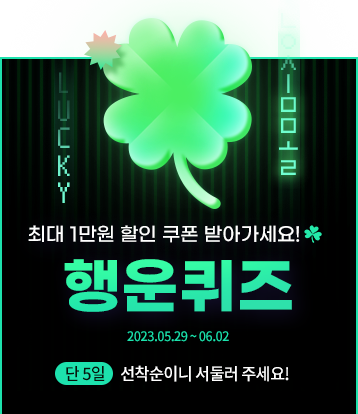 LUCKY
최대 1만원 할인 쿠폰 받아가세요!
행운퀴즈
2023.05.29 ~ 06.02
단 5일 선착순이니 서둘러 주세요!